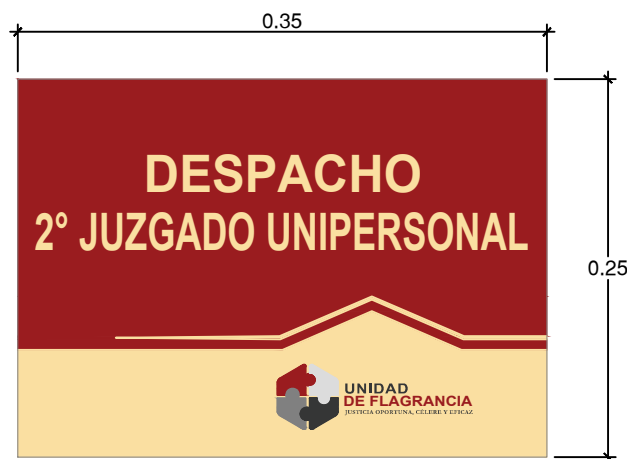 0.35
DESPACHO
2° JUZGADO UNIPERSONAL
0.25
UNIDAD
DE FLAGRANCIA
JUSTICIA OPORTUNA, CÉLERE Y EFICAZ